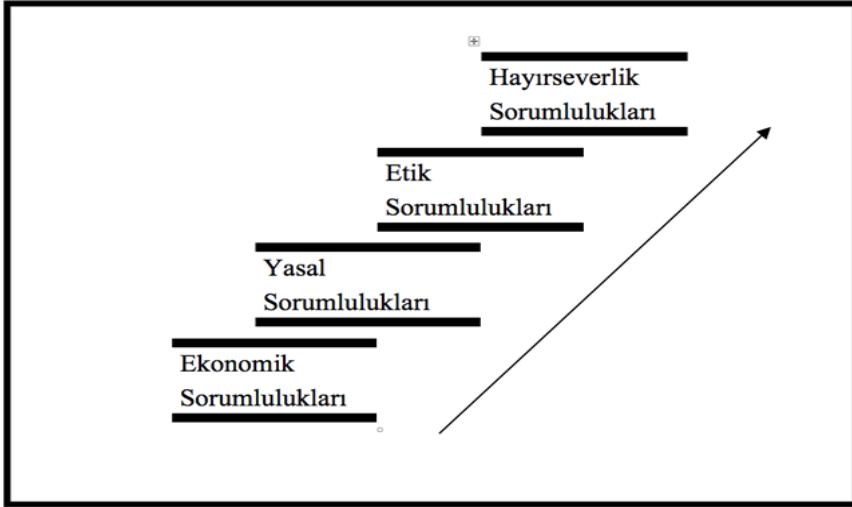 Hayırseverlik
Sorumlulukları
Etik
Sorumlulukları
Yasal
Sorumlulukları
Ekonomik
Sorumlulukları